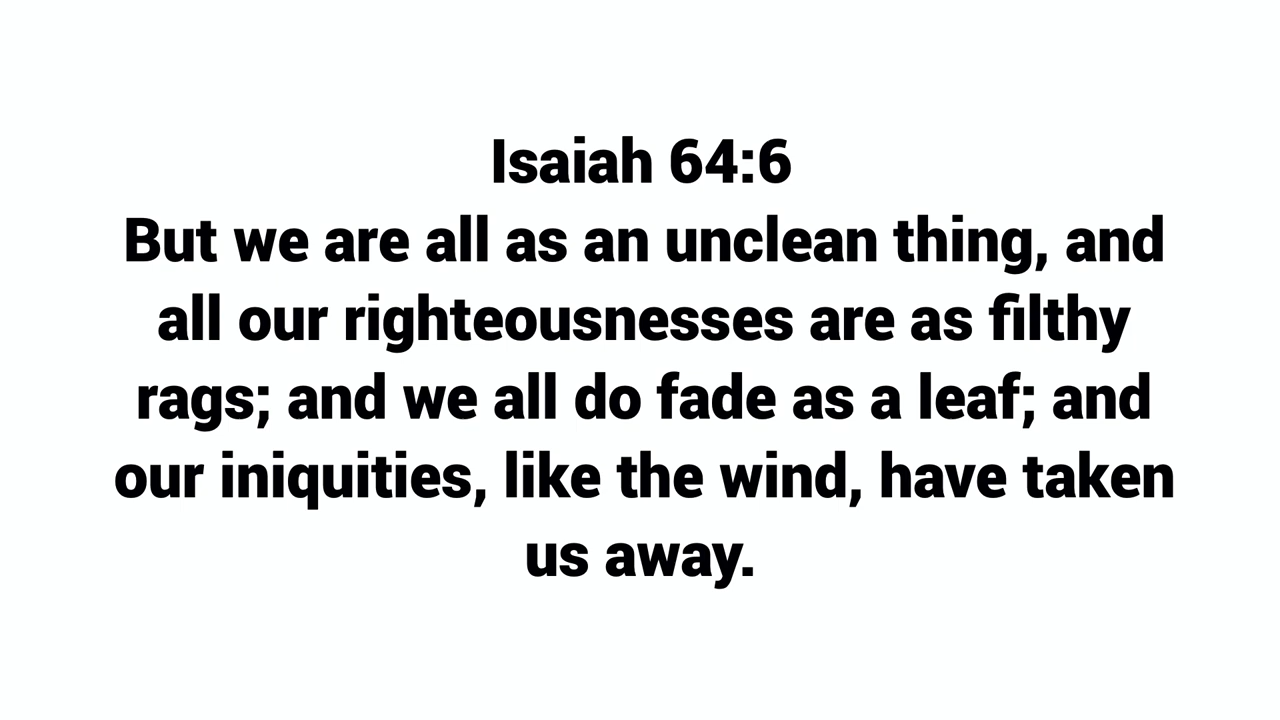 Isaiah 64:6
But we are all as an unclean thing, and
all our righteousnesses are as filthy
rags; and we all do fade as a leaf; and
our iniquities, like the wind, have taken
us away.